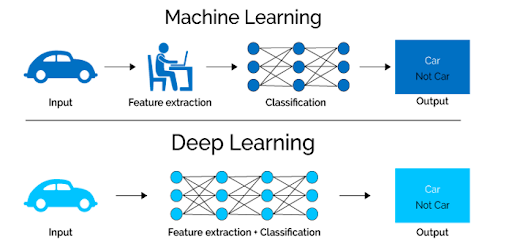 Machine Learning
Car
Not Car
Input
Feature extraction
Classification
Output
Deep Learning
Car
Not Car
Input
Feature extraction + Classification
Output